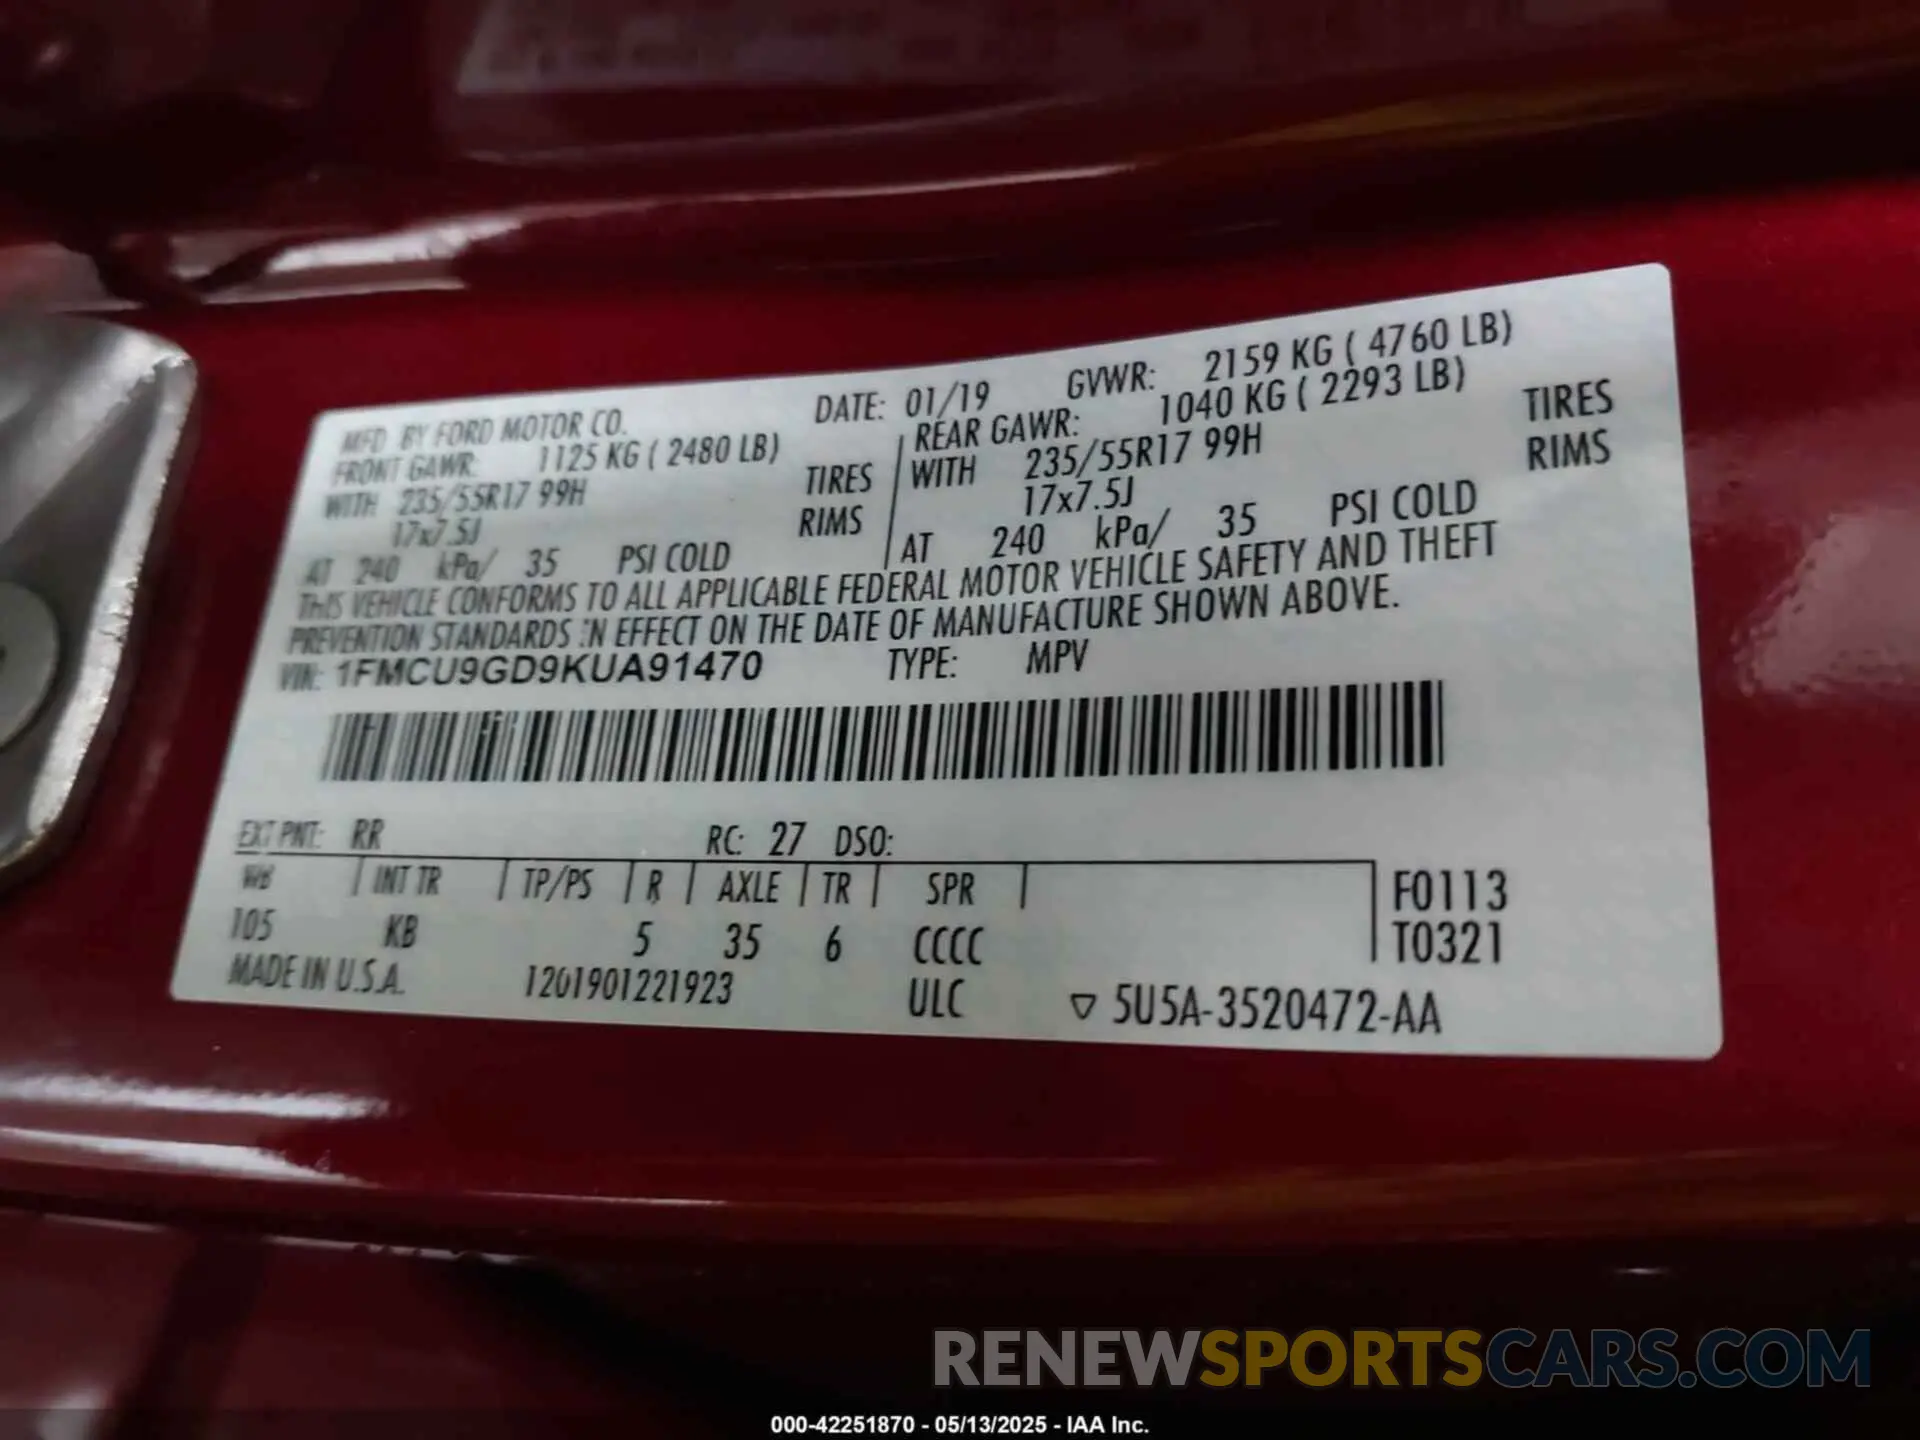 MFD BY FORD MOTOR CO. DATE: 01/19 GVWR: 2159 KG ( 4760 LB)
FRONT GAWR: 1125 KG ( 2480 LB) REAR GAWR: 1040 KG ( 2293 LB)
WITH 235/55R17 99H TIRES WITH 235/55R17 99H TIRES
17x7.5J RIMS 17x7.5J RIMS
AT 240 kPa/ 35 PSI COLD AT 240 kPa/ 35 PSI COLD
THIS VEHICLE CONFORMS TO ALL APPLICABLE FEDERAL MOTOR VEHICLE SAFETY AND THEFT
PREVENTION STANDARDS IN EFFECT ON THE DATE OF MANUFACTURE SHOWN ABOVE.
VIN: 1FMCU9GD9KUA91470 TYPE: MPV
EXT PNT: RR RC: 27 DSO:
WB INT TR TP/PS R AXLE TR SPR F0113
105 KB 5 35 6 CCCC T0321
MADE IN U.S.A. 1201901221923 ULC ▽ 5U5A-3520472-AA
RENEWSPORTSCARS.COM
000-42251870 - 05/13/2025 - IAA Inc.